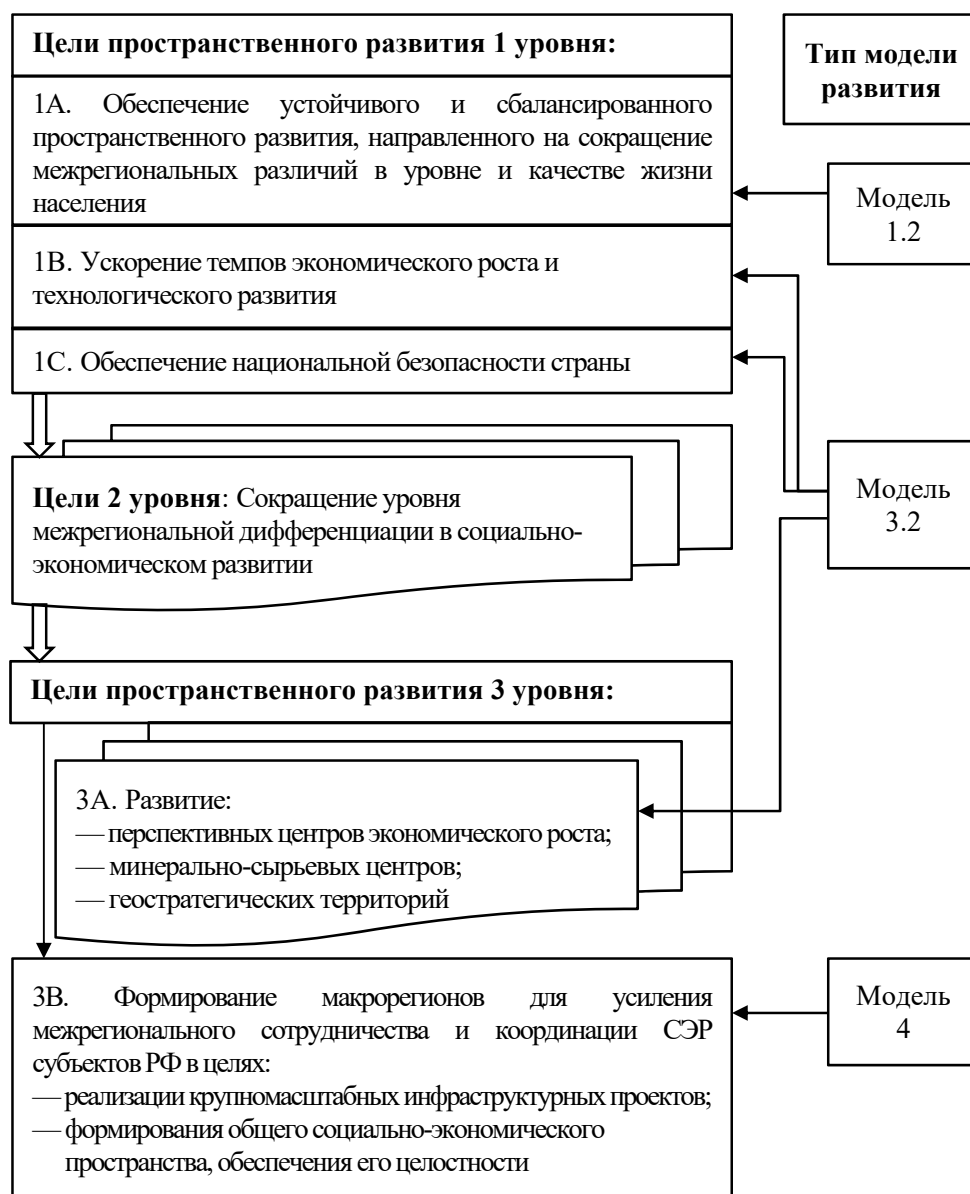 Цели пространственного развития 1 уровня:
Тип модели
развития
1А. Обеспечение устойчивого и сбалансированного
пространственного развития, направленного на сокращение
межрегиональных различий в уровне и качестве жизни
населения
Модель
1.2
1В. Ускорение темпов экономического роста и
технологического развития
1С. Обеспечение национальной безопасности страны
Цели 2 уровня: Сокращение уровня
межрегиональной дифференциации в социально-
экономическом развитии
Модель
3.2
Цели пространственного развития 3 уровня:
3А. Развитие:
— перспективных центров экономического роста;
— минерально-сырьевых центров;
— геостратегических территорий
3В. Формирование макрорегионов для усиления
межрегионального сотрудничества и координации СЭР
субъектов РФ в целях:
— реализации крупномасштабных инфраструктурных проектов;
— формирования общего социально-экономического
пространства, обеспечения его целостности
Модель
4